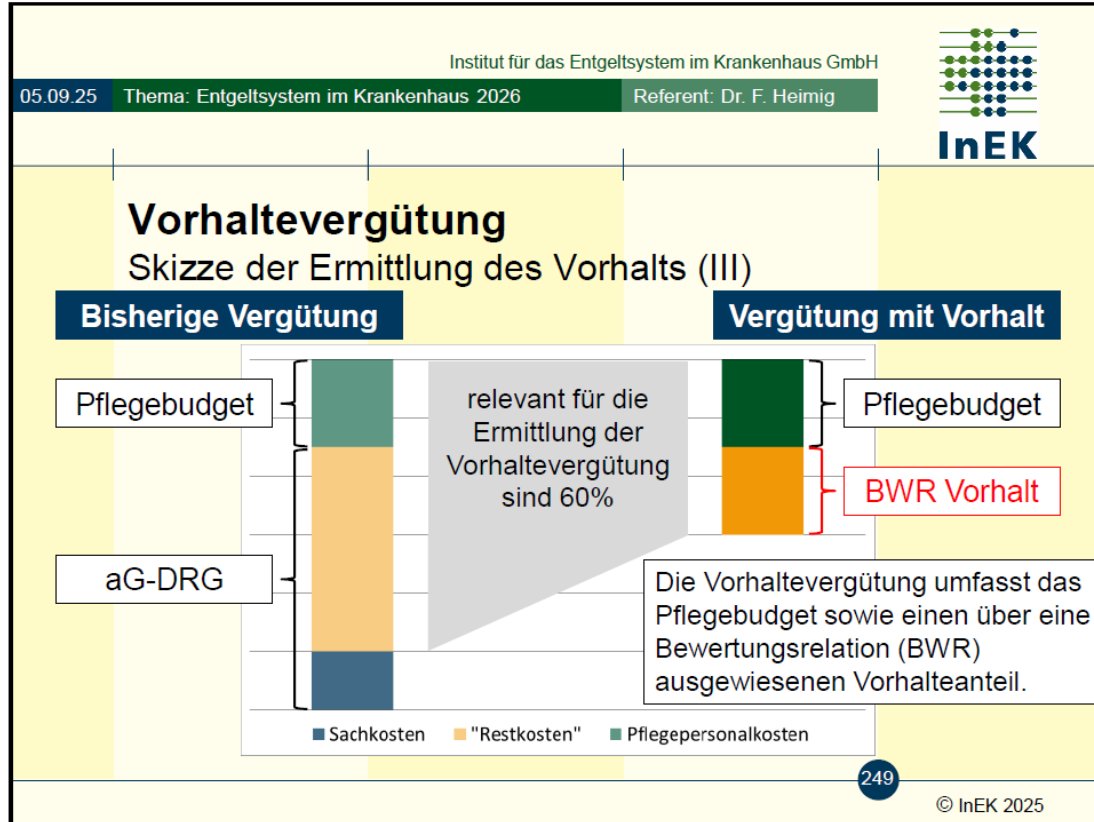 Institut für das Entgeltsystem im Krankenhaus GmbH
05.09.25 Thema: Entgeltsystem im Krankenhaus 2026 Referent: Dr. F. Heimig
InEK
Vorhaltevergütung
Skizze der Ermittlung des Vorhalts (III)
Bisherige Vergütung
Vergütung mit Vorhalt
Pflegebudget
relevant für die
Ermittlung der
Vorhaltevergütung
sind 60%
Pflegebudget
BWR Vorhalt
aG-DRG
Die Vorhaltevergütung umfasst das
Pflegebudget sowie einen über eine
Bewertungsrelation (BWR)
ausgewiesenen Vorhalteanteil.
Sachkosten "Restkosten" Pflegepersonalkosten
249
© InEK 2025